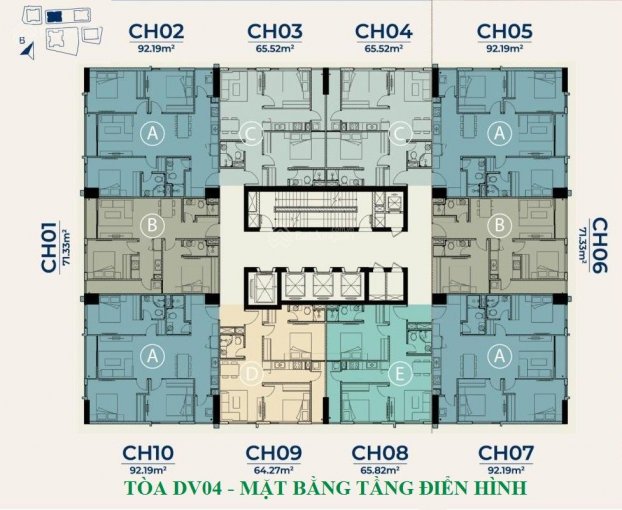 B
CH02 CH03 CH04 CH05
92.19m² 65.52m² 65.52m² 92.19m²
A C C A
CH01
71.33m²
B B
CH06
71.33m²
A D E A
CH10 CH09 CH08 CH07
92.19m² 64.27m² 65.82m² 92.19m²
TÒA DV04 - MẶT BẰNG TẦNG ĐIỂN HÌNH